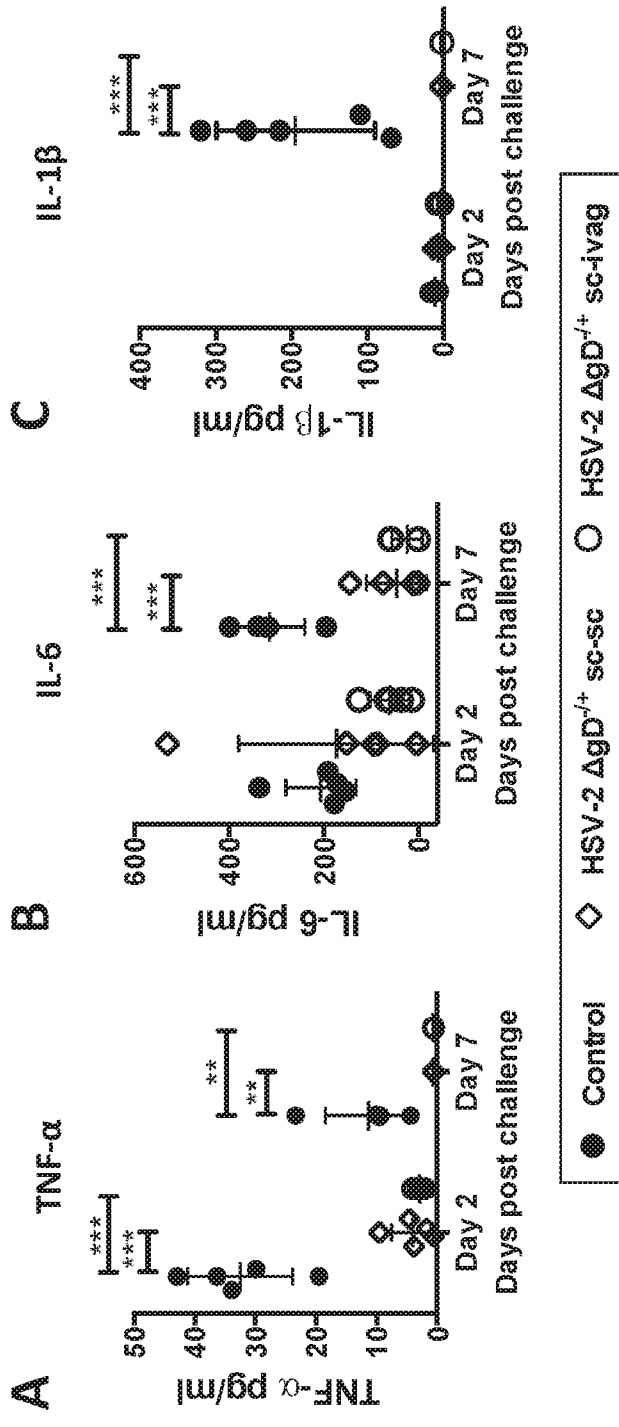 A
TNF-α
TNF-α pg/ml
50
40
30
20
10
0
***
***
**
**
Day 2
Day 7
Days post challenge
B
IL-6
IL-6 pg/ml
600
400
200
0
***
***
Day 2
Day 7
Days post challenge
C
IL-1β
IL-1β pg/ml
400
300
200
100
0
***
***
Day 2
Day 7
Days post challenge
Control
HSV-2 ΔgD⁻/⁺ sc-sc
HSV-2 ΔgD⁻/⁺ sc-ivag